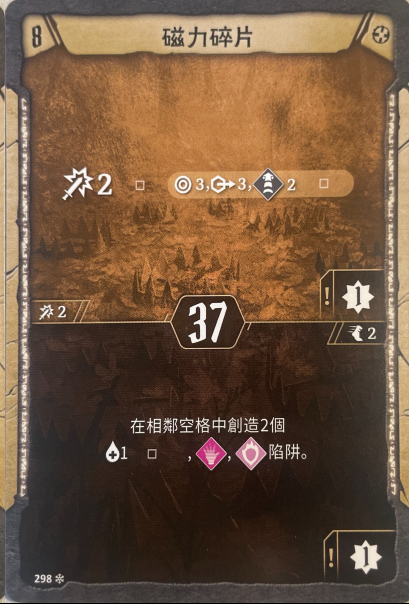 8 磁力碎片
2 3, 3, 2
1
2 37 2
在相鄰空格中創造2個
1 , , 陷阱。
1
298